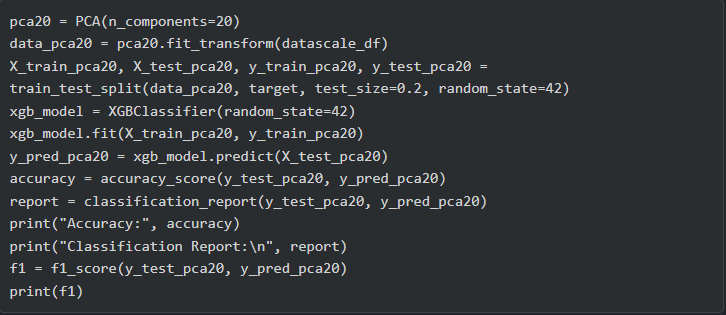 pca20 = PCA(n_components=20)
data_pca20 = pca20.fit_transform(datascale_df)
X_train_pca20, X_test_pca20, y_train_pca20, y_test_pca20 =
train_test_split(data_pca20, target, test_size=0.2, random_state=42)
xgb_model = XGBClassifier(random_state=42)
xgb_model.fit(X_train_pca20, y_train_pca20)
y_pred_pca20 = xgb_model.predict(X_test_pca20)
accuracy = accuracy_score(y_test_pca20, y_pred_pca20)
report = classification_report(y_test_pca20, y_pred_pca20)
print("Accuracy:", accuracy)
print("Classification Report:\n", report)
f1 = f1_score(y_test_pca20, y_pred_pca20)
print(f1)